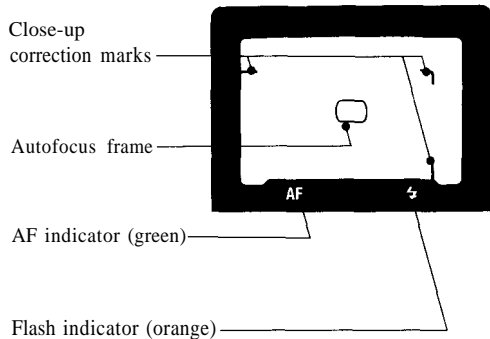 Close-up
correction marks
Autofocus frame
AF
AF indicator (green)
Flash indicator (orange)